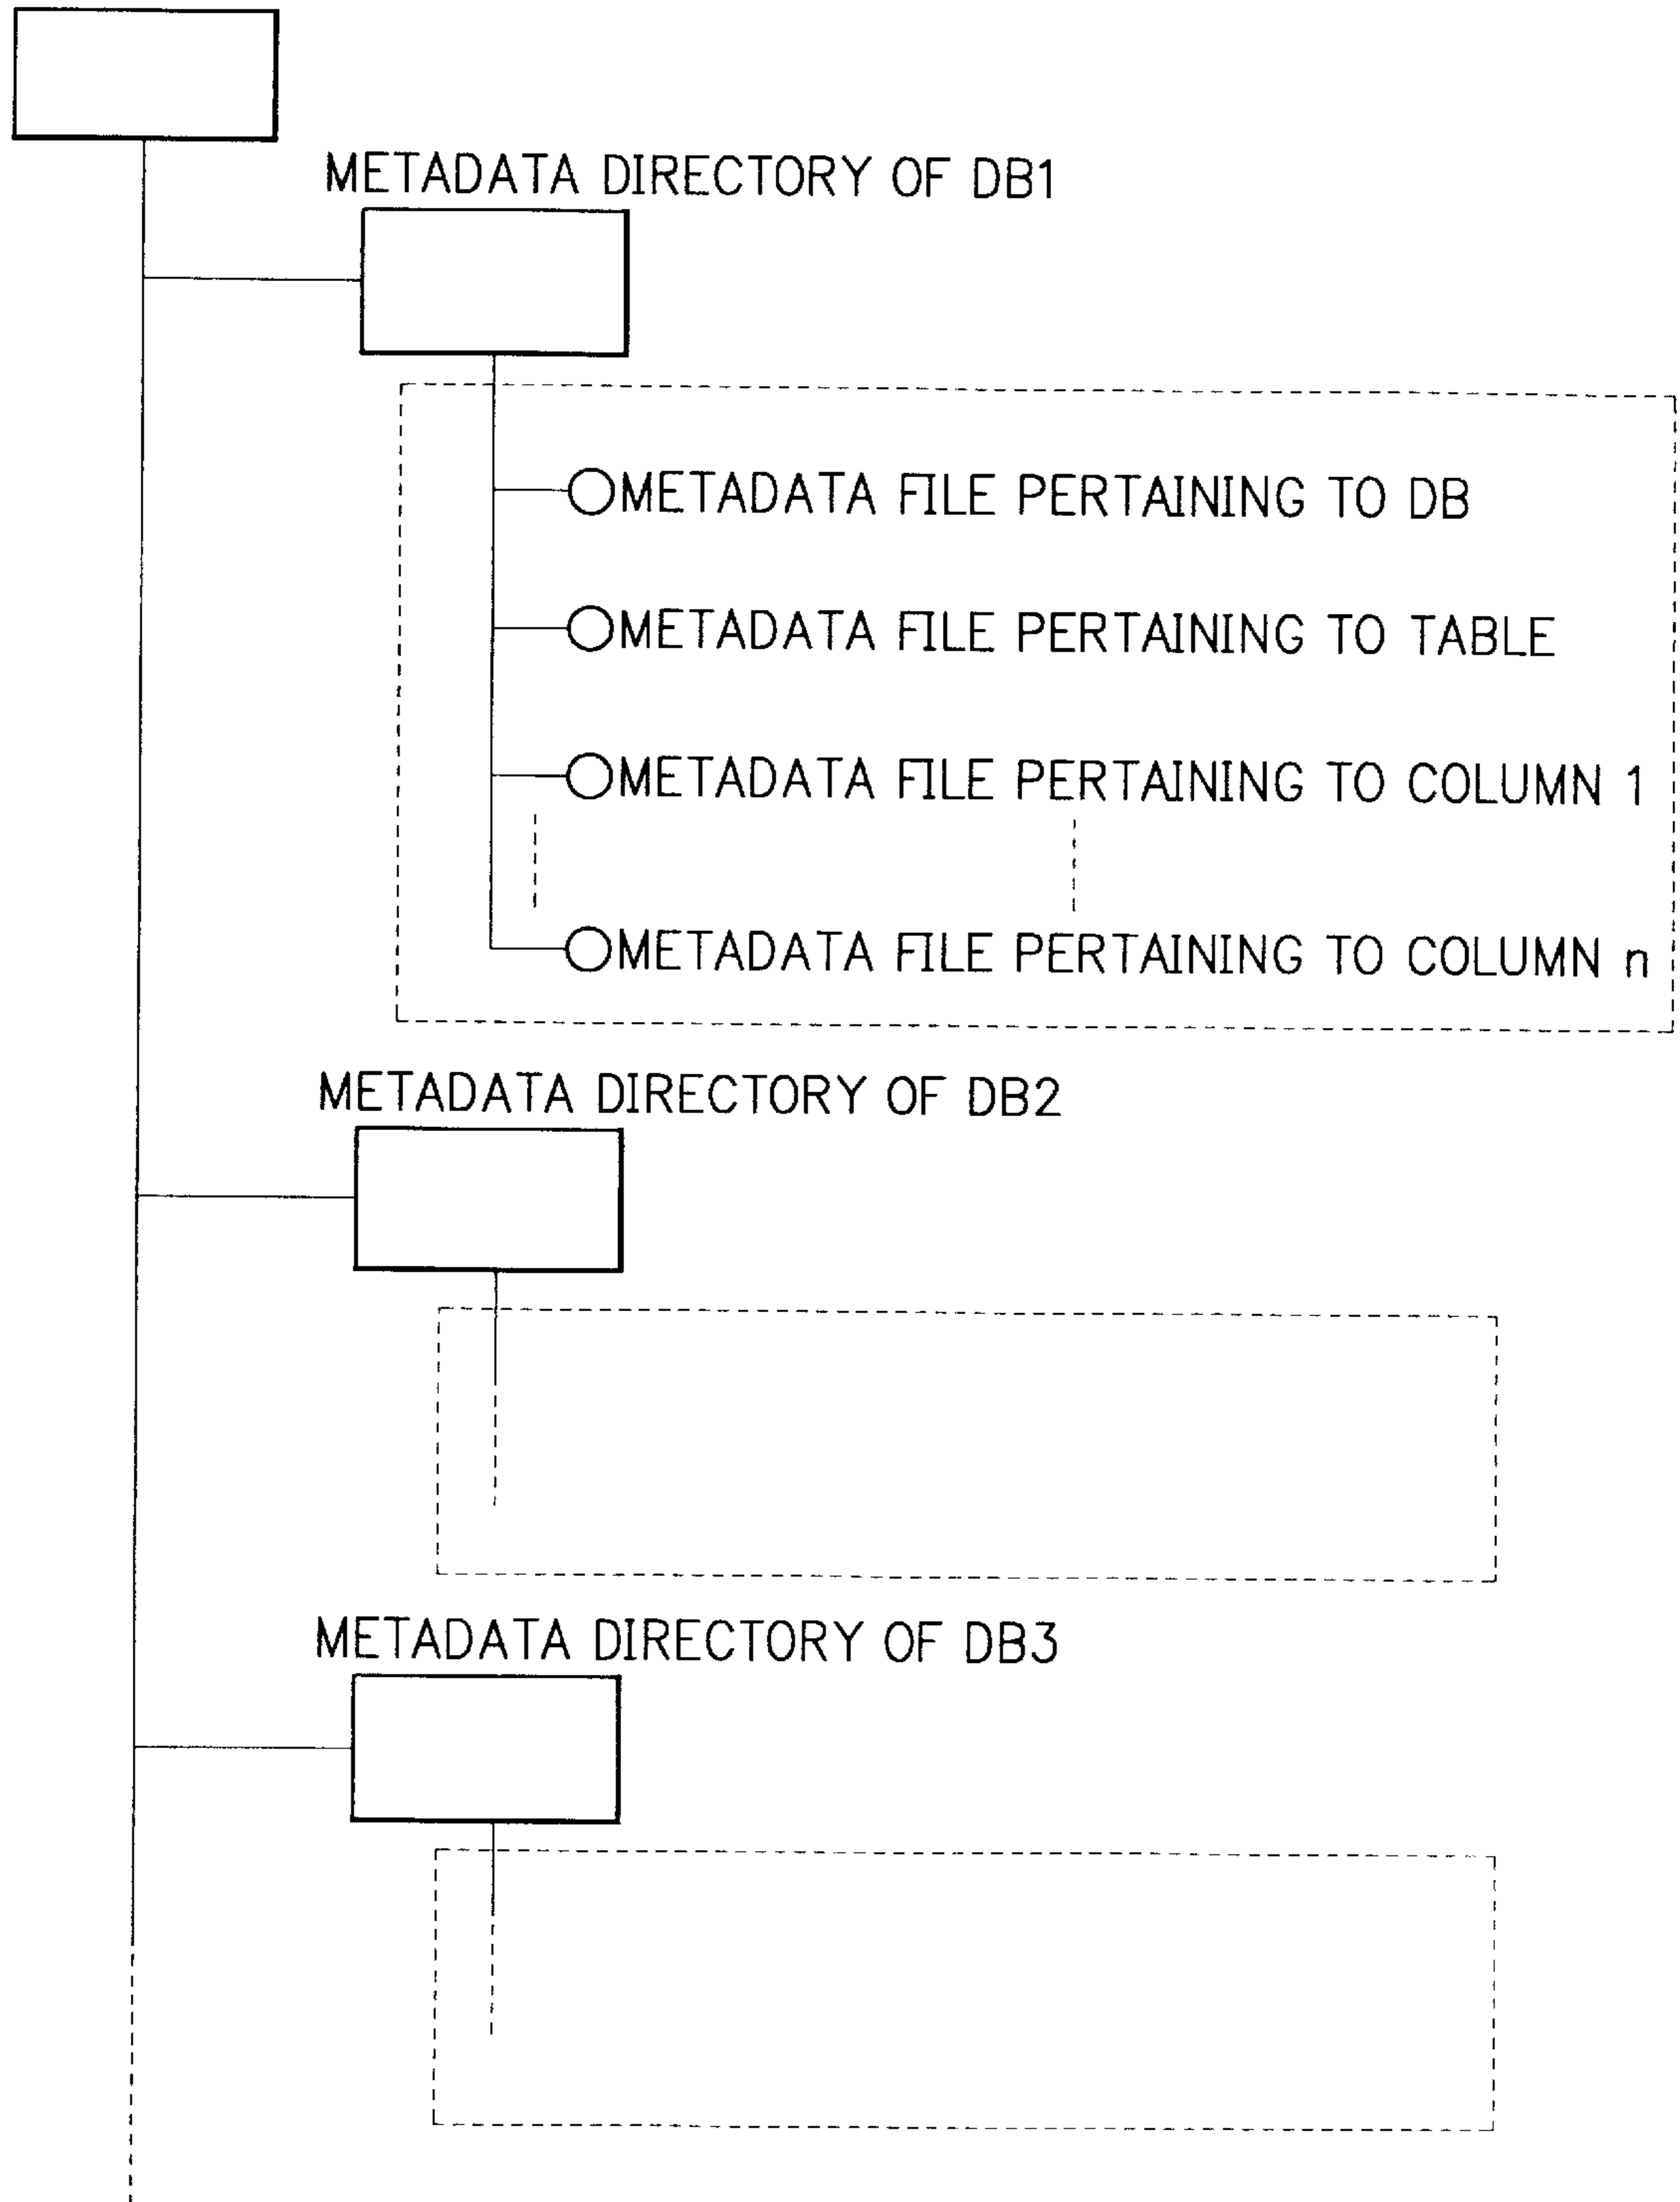 METADATA DIRECTORY OF DB1
METADATA FILE PERTAINING TO DB
METADATA FILE PERTAINING TO TABLE
METADATA FILE PERTAINING TO COLUMN 1
METADATA FILE PERTAINING TO COLUMN n
METADATA DIRECTORY OF DB2
METADATA DIRECTORY OF DB3